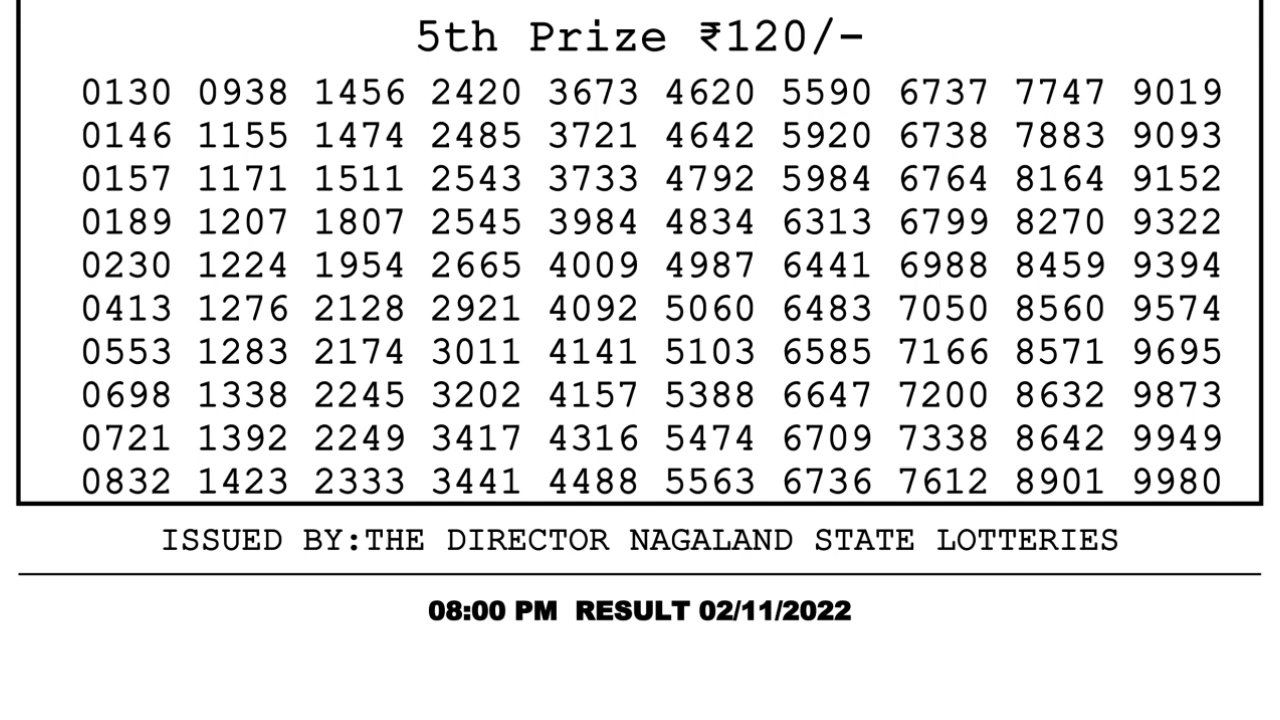 5th Prize ₹120/-
0130 0938 1456 2420 3673 4620 5590 6737 7747 9019
0146 1155 1474 2485 3721 4642 5920 6738 7883 9093
0157 1171 1511 2543 3733 4792 5984 6764 8164 9152
0189 1207 1807 2545 3984 4834 6313 6799 8270 9322
0230 1224 1954 2665 4009 4987 6441 6988 8459 9394
0413 1276 2128 2921 4092 5060 6483 7050 8560 9574
0553 1283 2174 3011 4141 5103 6585 7166 8571 9695
0698 1338 2245 3202 4157 5388 6647 7200 8632 9873
0721 1392 2249 3417 4316 5474 6709 7338 8642 9949
0832 1423 2333 3441 4488 5563 6736 7612 8901 9980
ISSUED BY:THE DIRECTOR NAGALAND STATE LOTTERIES
08:00 PM RESULT 02/11/2022